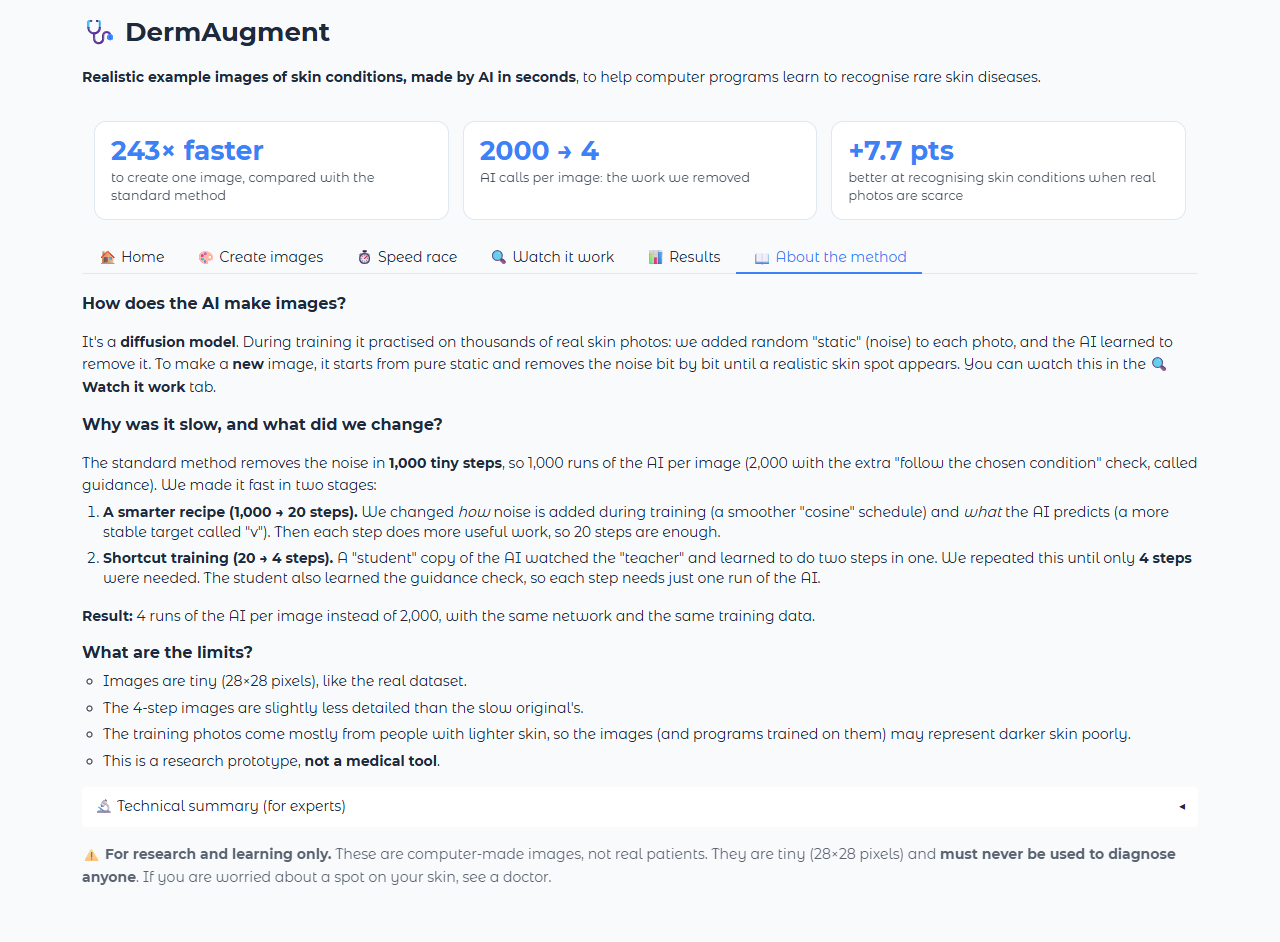 DermAugment
Realistic example images of skin conditions, made by AI in seconds, to help computer programs learn to recognise rare skin diseases.
243× faster
to create one image, compared with the
standard method
2000 → 4
AI calls per image: the work we removed
+7.7 pts
better at recognising skin conditions when real
photos are scarce
Home
Create images
Speed race
Watch it work
Results
About the method
How does the AI make images?
It's a diffusion model. During training it practised on thousands of real skin photos: we added random "static" (noise) to each photo, and the AI learned to
remove it. To make a new image, it starts from pure static and removes the noise bit by bit until a realistic skin spot appears. You can watch this in the 🔍
Watch it work tab.
Why was it slow, and what did we change?
The standard method removes the noise in 1,000 tiny steps, so 1,000 runs of the AI per image (2,000 with the extra "follow the chosen condition" check, called
guidance). We made it fast in two stages:
1. A smarter recipe (1,000 → 20 steps). We changed how noise is added during training (a smoother "cosine" schedule) and what the AI predicts (a more
stable target called "v"). Then each step does more useful work, so 20 steps are enough.
2. Shortcut training (20 → 4 steps). A "student" copy of the AI watched the "teacher" and learned to do two steps in one. We repeated this until only 4 steps
were needed. The student also learned the guidance check, so each step needs just one run of the AI.
Result: 4 runs of the AI per image instead of 2,000, with the same network and the same training data.
What are the limits?
Images are tiny (28×28 pixels), like the real dataset.
The 4-step images are slightly less detailed than the slow original's.
The training photos come mostly from people with lighter skin, so the images (and programs trained on them) may represent darker skin poorly.
This is a research prototype, not a medical tool.
Technical summary (for experts)
For research and learning only. These are computer-made images, not real patients. They are tiny (28×28 pixels) and must never be used to diagnose
anyone. If you are worried about a spot on your skin, see a doctor.